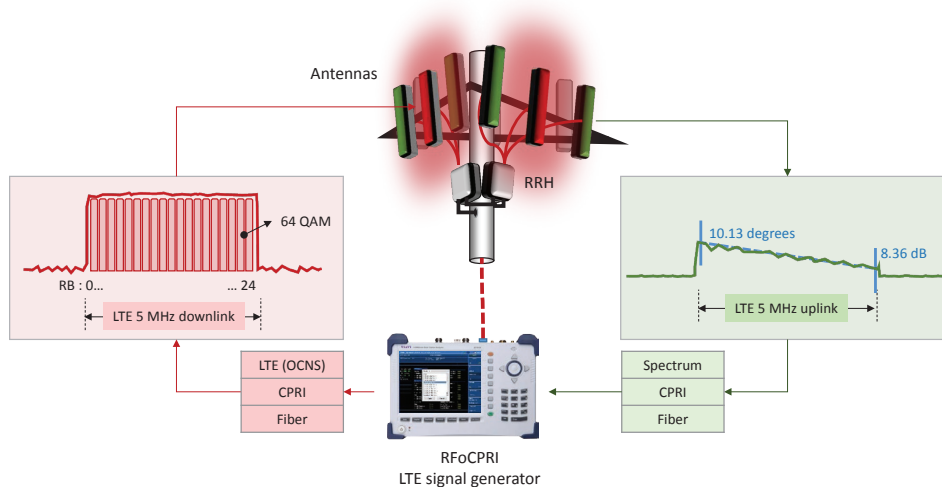 Antennas
RRH
64 QAM
RB : 0...
... 24
LTE 5 MHz downlink
10.13 degrees
8.36 dB
LTE 5 MHz uplink
LTE (OCNS)
CPRI
Fiber
Spectrum
CPRI
Fiber
RFoCPRI
LTE signal generator